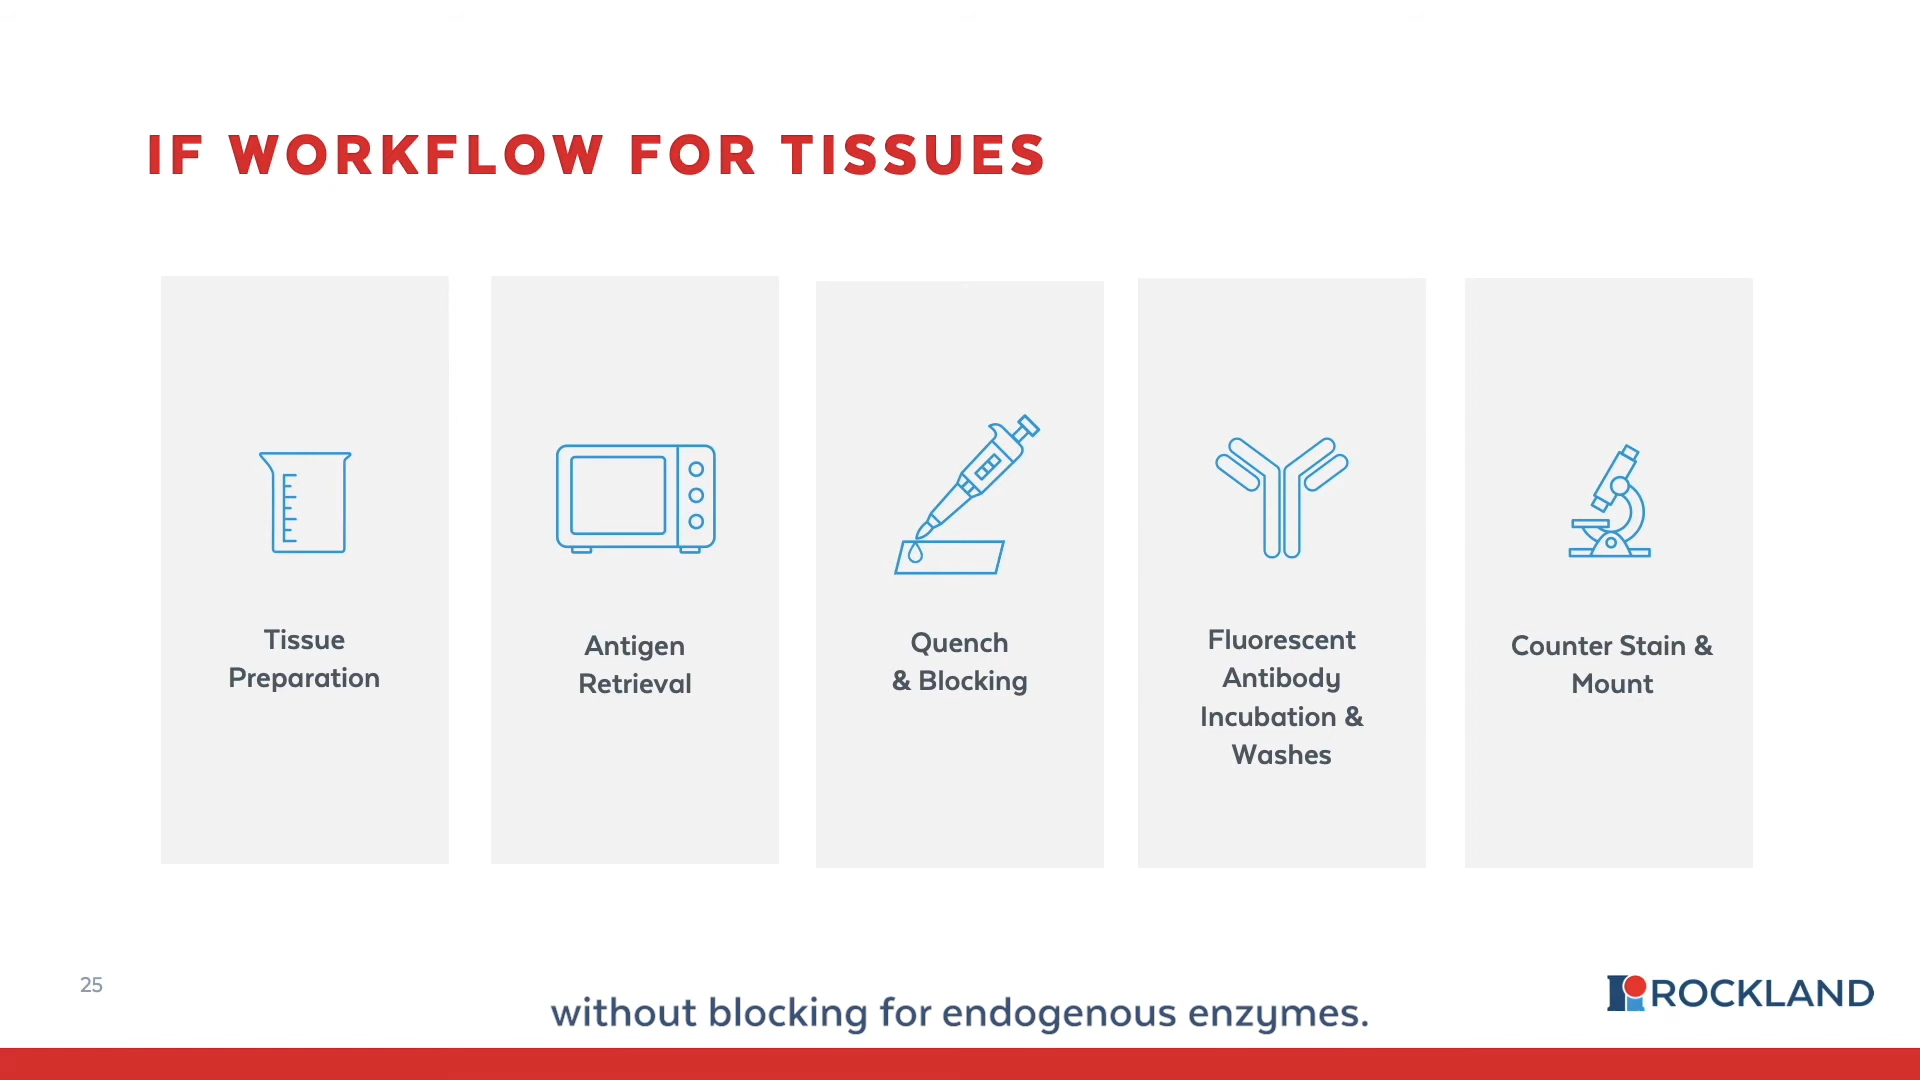 IF WORKFLOW FOR TISSUES
Tissue
Preparation
Antigen
Retrieval
Quench
& Blocking
Fluorescent
Antibody
Incubation &
Washes
Counter Stain &
Mount
25
without blocking for endogenous enzymes.
ROCKLAND